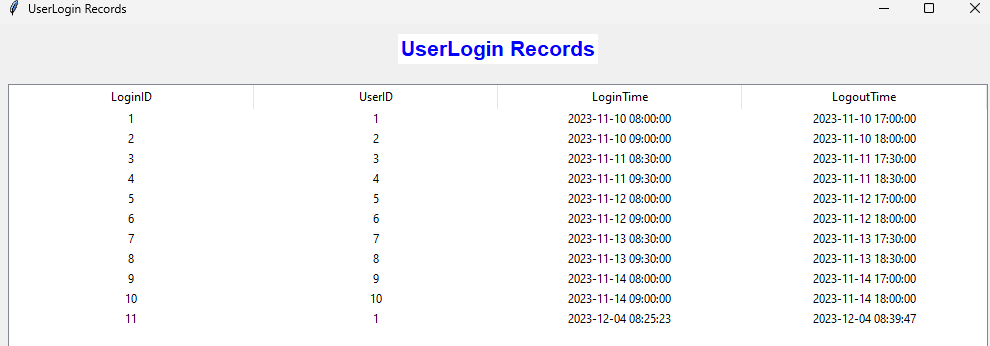 UserLogin Records
UserLogin Records
LoginID UserID LoginTime LogoutTime
1 1 2023-11-10 08:00:00 2023-11-10 17:00:00
2 2 2023-11-10 09:00:00 2023-11-10 18:00:00
3 3 2023-11-11 08:30:00 2023-11-11 17:30:00
4 4 2023-11-11 09:30:00 2023-11-11 18:30:00
5 5 2023-11-12 08:00:00 2023-11-12 17:00:00
6 6 2023-11-12 09:00:00 2023-11-12 18:00:00
7 7 2023-11-13 08:30:00 2023-11-13 17:30:00
8 8 2023-11-13 09:30:00 2023-11-13 18:30:00
9 9 2023-11-14 08:00:00 2023-11-14 17:00:00
10 10 2023-11-14 09:00:00 2023-11-14 18:00:00
11 1 2023-12-04 08:25:23 2023-12-04 08:39:47